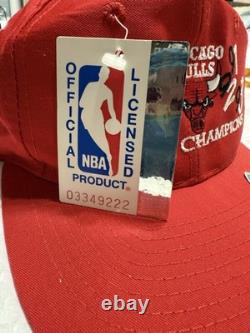 CHICAGO
BULLS
CHAMPIONS
OFFICIAL
LICENSED
NBA
PRODUCT®
03349222